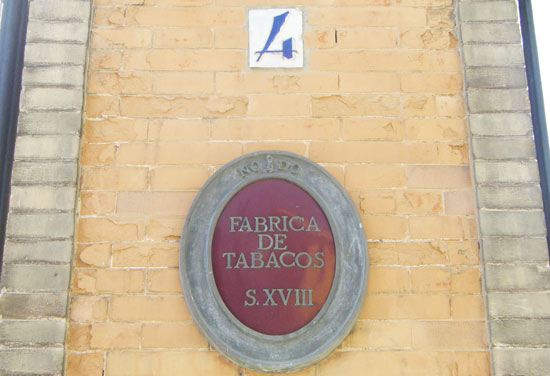 4
NO8DO
FABRICA
DE
TABACOS
S. XVIII